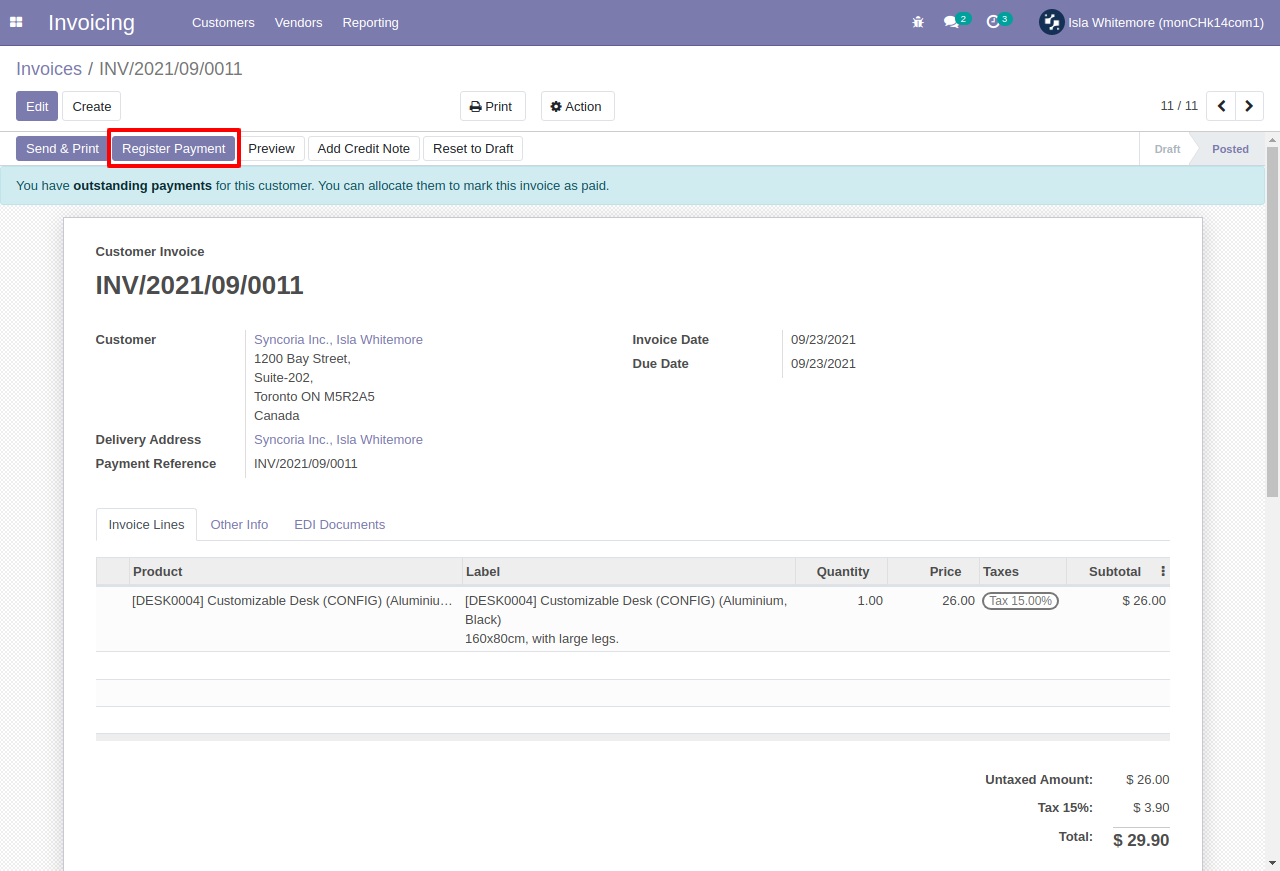 Invoicing Customers Vendors Reporting 2 3 Isla Whitemore (monCHk14com1)
Invoices / INV/2021/09/0011
Edit Create Print Action 11 / 11
Send & Print Register Payment Preview Add Credit Note Reset to Draft Draft Posted
You have outstanding payments for this customer. You can allocate them to mark this invoice as paid.
Customer Invoice
INV/2021/09/0011
Customer Syncoria Inc., Isla Whitemore Invoice Date 09/23/2021
1200 Bay Street, Due Date 09/23/2021
Suite-202,
Toronto ON M5R2A5
Canada
Delivery Address Syncoria Inc., Isla Whitemore
Payment Reference INV/2021/09/0011
Invoice Lines Other Info EDI Documents
Product Label Quantity Price Taxes Subtotal
[DESK0004] Customizable Desk (CONFIG) (Aluminiu… [DESK0004] Customizable Desk (CONFIG) (Aluminium, 1.00 26.00 Tax 15.00% $ 26.00
Black)
160x80cm, with large legs.
Untaxed Amount: $ 26.00
Tax 15%: $ 3.90
Total: $ 29.90